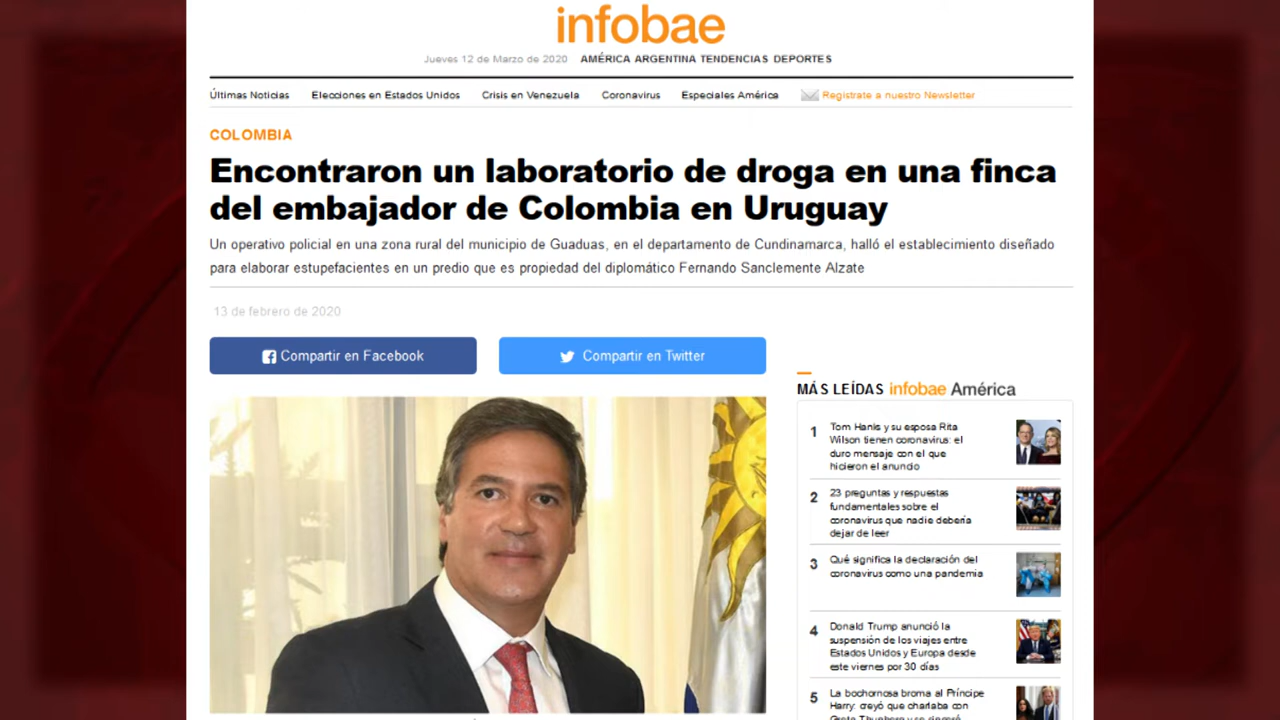 infobae
Jueves 12 de Marzo de 2020 AMÉRICA ARGENTINA TENDENCIAS DEPORTES
Últimas Noticias Elecciones en Estados Unidos Crisis en Venezuela Coronavirus Especiales América Registrate a nuestro Newsletter
COLOMBIA
Encontraron un laboratorio de droga en una finca
del embajador de Colombia en Uruguay
Un operativo policial en una zona rural del municipio de Guaduas, en el departamento de Cundinamarca, halló el establecimiento diseñado
para elaborar estupefacientes en un predio que es propiedad del diplomático Fernando Sanclemente Alzate
13 de febrero de 2020
Compartir en Facebook
Compartir en Twitter
MÁS LEÍDAS infobae América
1 Tom Hanks y su esposa Rita
Wilson tienen coronavirus: el
duro mensaje con el que
hicieron el anuncio
2 23 preguntas y respuestas
fundamentales sobre el
coronavirus que nadie debería
dejar de leer
3 Qué significa la declaración del
coronavirus como una pandemia
4 Donald Trump anunció la
suspensión de los viajes entre
Estados Unidos y Europa desde
este viernes por 30 días
5 La bochornosa broma al Príncipe
Harry: creyó que charlaba con
Greta Thunberg y se sinceró